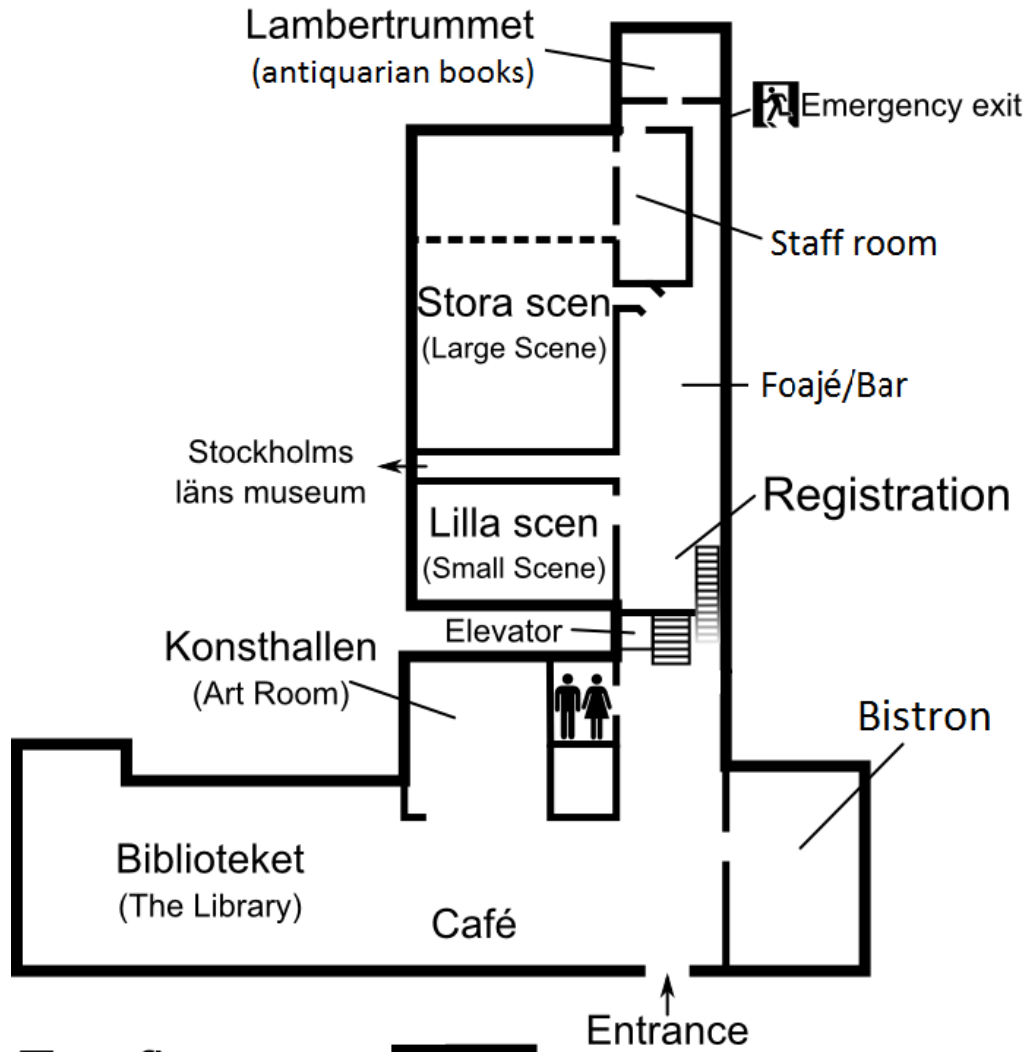 Lambertrummet
(antiquarian books)
Emergency exit
Staff room
Stora scen
(Large Scene)
Foajé/Bar
Stockholms
läns museum
Registration
Lilla scen
(Small Scene)
Elevator
Konsthallen
(Art Room)
Bistron
Biblioteket
(The Library)
Café
Entrance